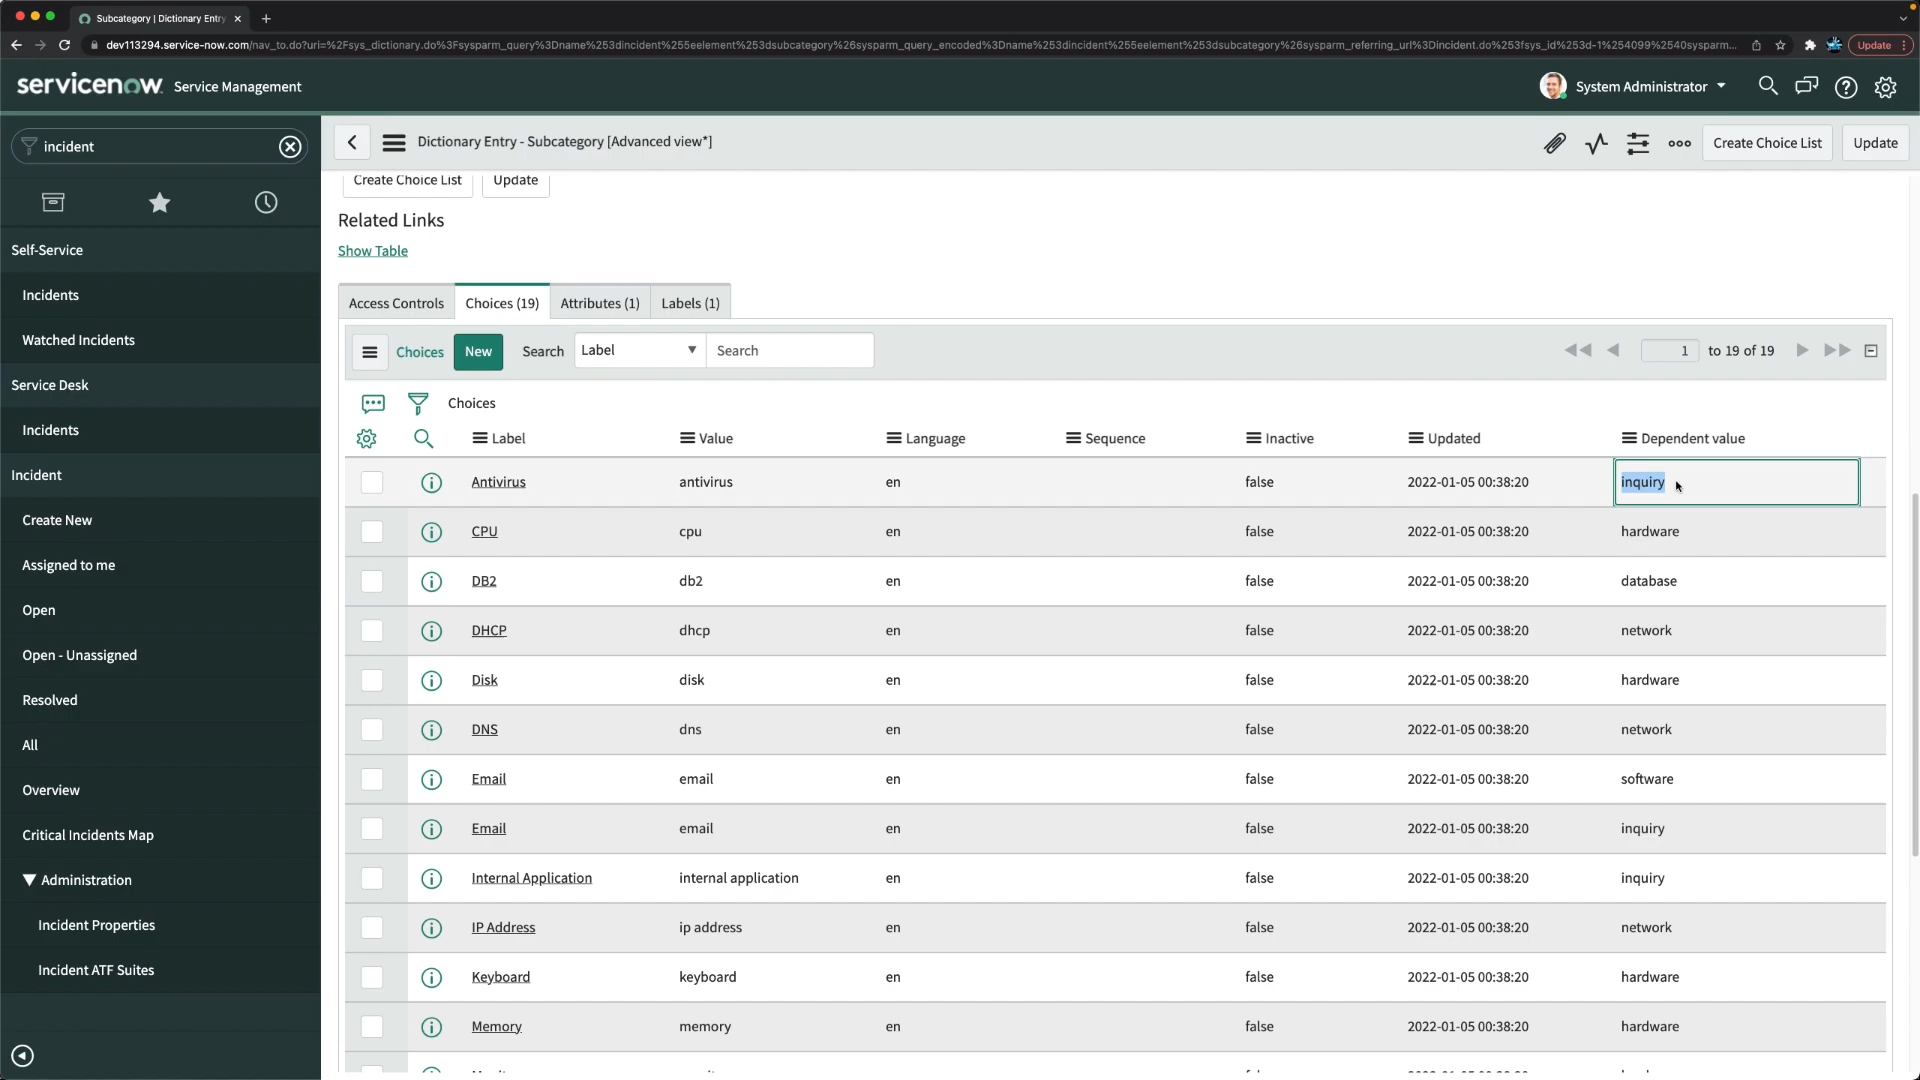 Subcategory | Dictionary Entry
dev113294.service-now.com/nav_to.do?uri=%2Fsys_dictionary.do%3Fsysparm_query%3Dname%253dincident%255eelement%253dsubcategory%26sysparm_query_encoded%3Dname%253dincident%255eelement%253dsubcategory%26sysparm_referring_url%3Dincident.do%253fsys_id%253d-1%254099%2540sysparm...
Update
servicenow Service Management
System Administrator
incident
Dictionary Entry - Subcategory [Advanced view*]
Create Choice List
Update
Self-Service
Incidents
Watched Incidents
Service Desk
Incidents
Incident
Create New
Assigned to me
Open
Open - Unassigned
Resolved
All
Overview
Critical Incidents Map
Administration
Incident Properties
Incident ATF Suites
Create Choice List
Update
Related Links
Show Table
Access Controls
Choices (19)
Attributes (1)
Labels (1)
Choices
New
Search
Label
Search
1 to 19 of 19
Choices
Label Value Language Sequence Inactive Updated Dependent value
Antivirus antivirus en false 2022-01-05 00:38:20 inquiry
CPU cpu en false 2022-01-05 00:38:20 hardware
DB2 db2 en false 2022-01-05 00:38:20 database
DHCP dhcp en false 2022-01-05 00:38:20 network
Disk disk en false 2022-01-05 00:38:20 hardware
DNS dns en false 2022-01-05 00:38:20 network
Email email en false 2022-01-05 00:38:20 software
Email email en false 2022-01-05 00:38:20 inquiry
Internal Application internal application en false 2022-01-05 00:38:20 inquiry
IP Address ip address en false 2022-01-05 00:38:20 network
Keyboard keyboard en false 2022-01-05 00:38:20 hardware
Memory memory en false 2022-01-05 00:38:20 hardware